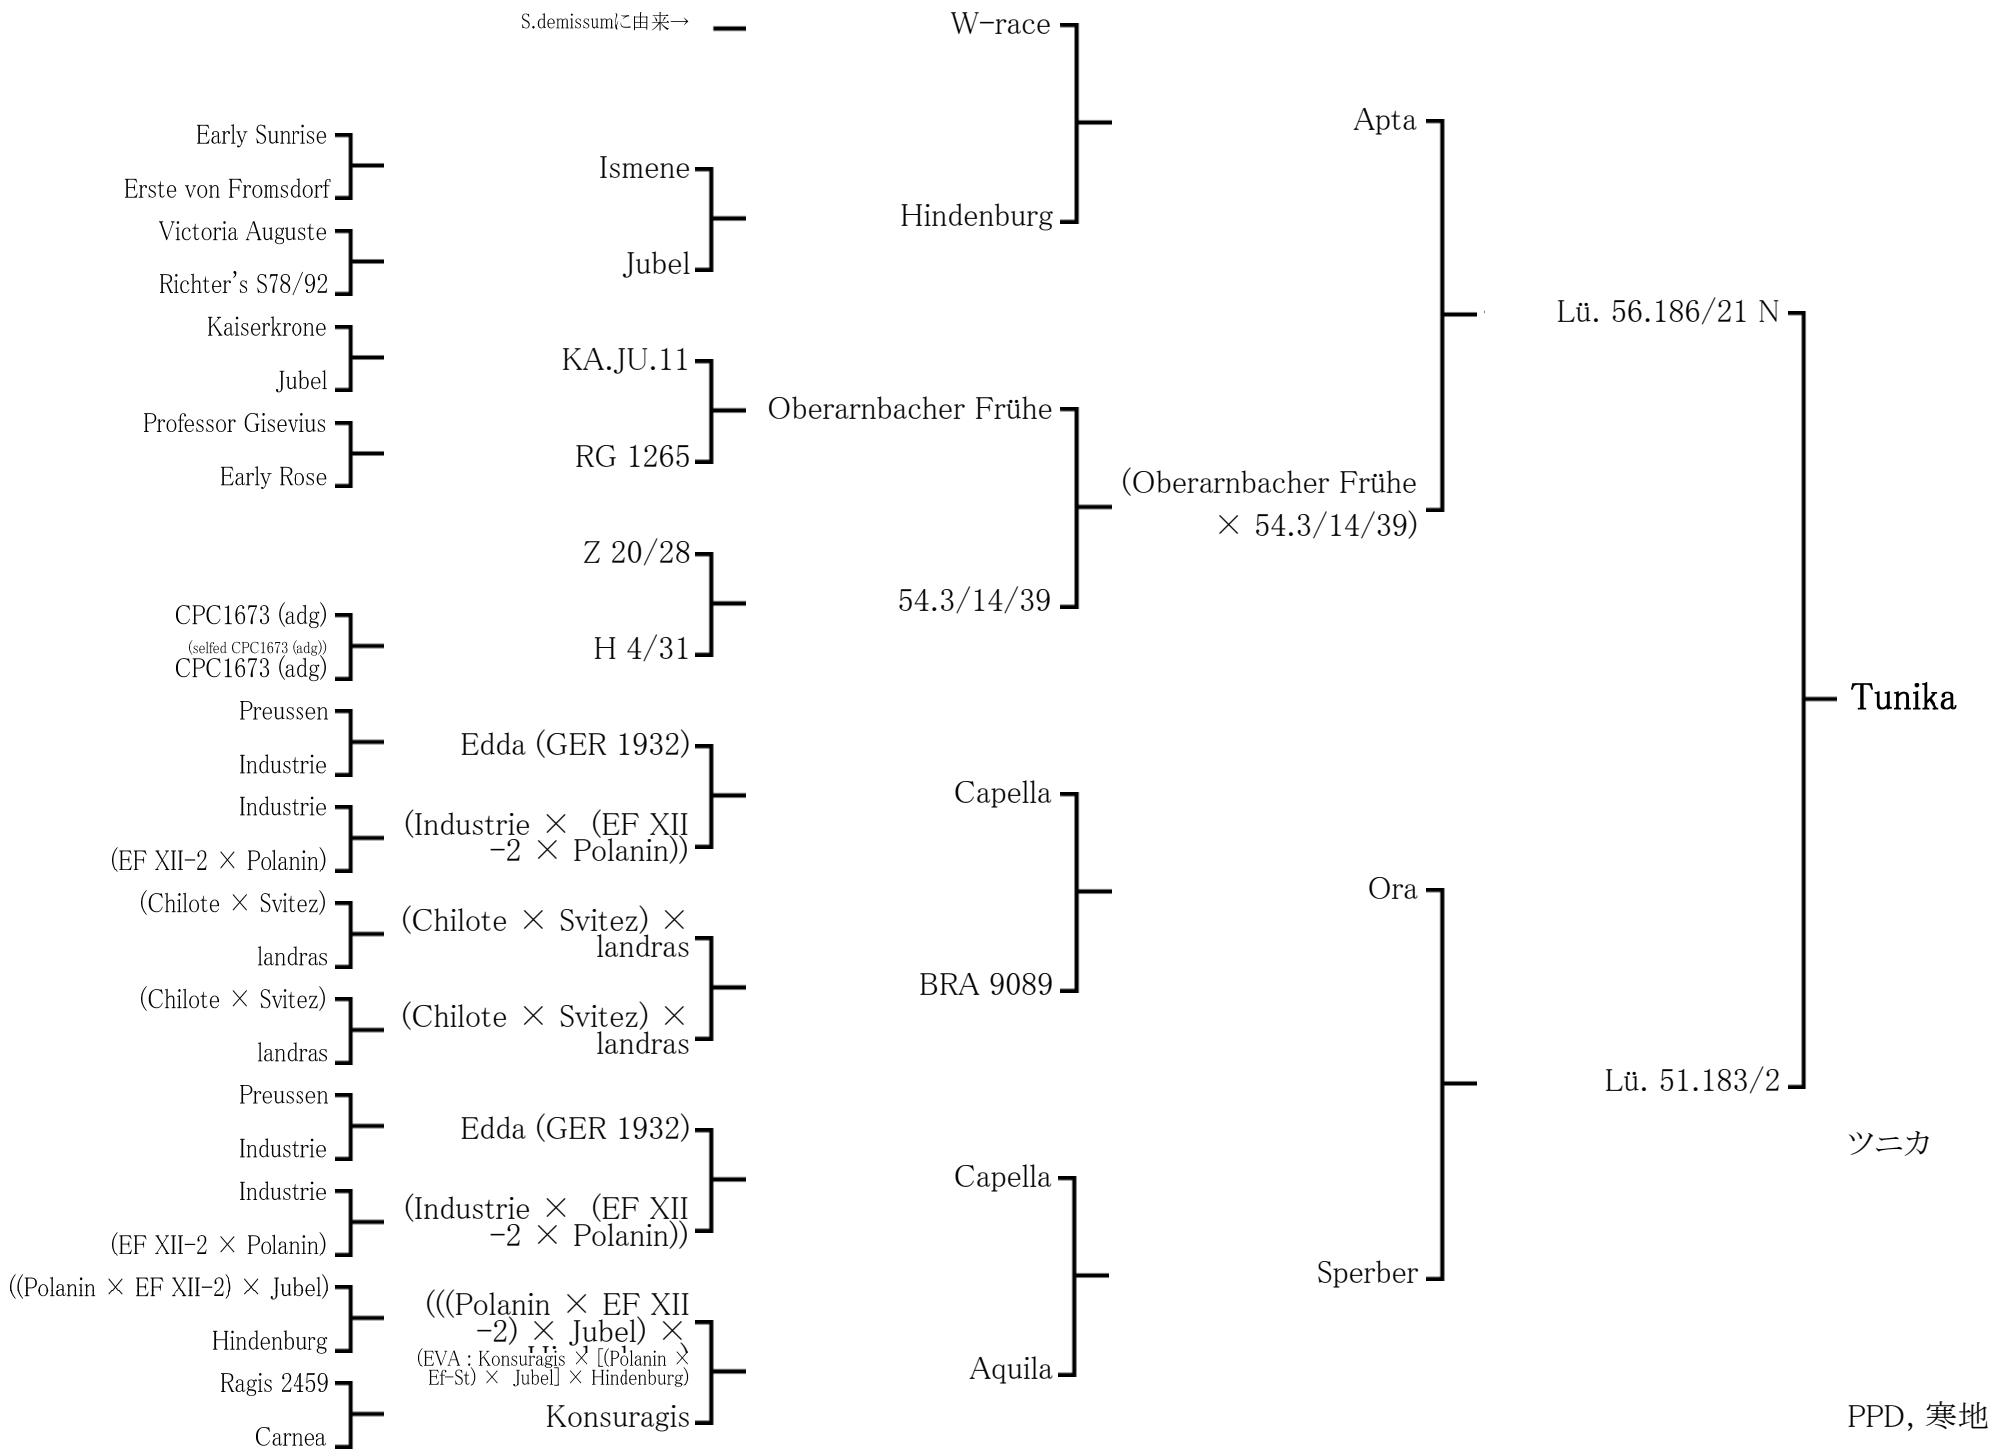 S.demissumに由来→
Early Sunrise
Erste von Fromsdorf
Victoria Auguste
Richter's S78/92
Kaiserkrone
Jubel
Professor Gisevius
Early Rose
CPC1673 (adg)
(selfed CPC1673 (adg))
CPC1673 (adg)
Preussen
Industrie
Industrie
(EF XII-2 × Polanin)
(Chilote × Svitez)
landras
(Chilote × Svitez)
landras
Preussen
Industrie
Industrie
(EF XII-2 × Polanin)
((Polanin × EF XII-2) × Jubel)
Hindenburg
Ragis 2459
Carnea
Ismene
Jubel
KA.JU.11
RG 1265
Z 20/28
H 4/31
Edda (GER 1932)
(Industrie × (EF XII
-2 × Polanin))
(Chilote × Svitez) ×
landras
(Chilote × Svitez) ×
landras
Edda (GER 1932)
(Industrie × (EF XII
-2 × Polanin))
(((Polanin × EF XII
-2) × Jubel) ×
(EVA : Konsuragis × [(Polanin ×
Ef-St) × Jubel] × Hindenburg)
Konsuragis
W-race
Hindenburg
Oberarnbacher Frühe
54.3/14/39
Capella
BRA 9089
Capella
Aquila
Apta
(Oberarnbacher Frühe
× 54.3/14/39)
Ora
Sperber
Lü. 56.186/21 N
Lü. 51.183/2
Tunika
ツニカ
PPD, 寒地